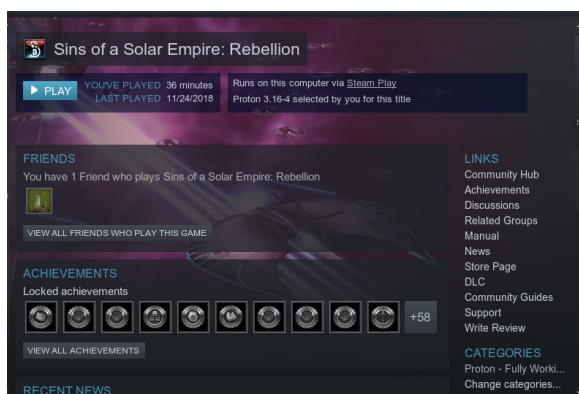 Sins of a Solar Empire: Rebellion
PLAY
YOU'VE PLAYED 36 minutes
LAST PLAYED 11/24/2018
Runs on this computer via Steam Play
Proton 3.16-4 selected by you for this title
FRIENDS
You have 1 Friend who plays Sins of a Solar Empire: Rebellion
VIEW ALL FRIENDS WHO PLAY THIS GAME
ACHIEVEMENTS
Locked achievements
+58
VIEW ALL ACHIEVEMENTS
RECENT NEWS
LINKS
Community Hub
Achievements
Discussions
Related Groups
Manual
News
Store Page
DLC
Community Guides
Support
Write Review
CATEGORIES
Proton - Fully Worki...
Change categories...